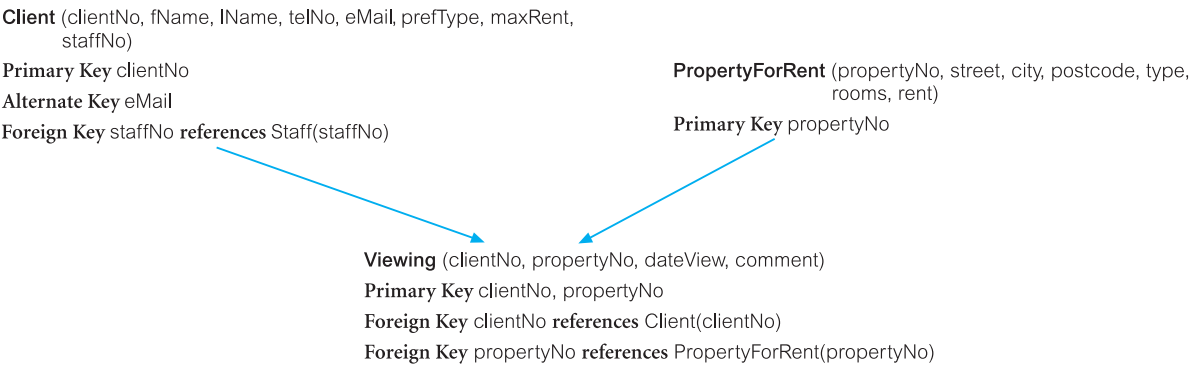 Client (clientNo, fName, lName, telNo, eMail, prefType, maxRent,
staffNo)
Primary Key clientNo
Alternate Key eMail
Foreign Key staffNo references Staff(staffNo)
PropertyForRent (propertyNo, street, city, postcode, type,
rooms, rent)
Primary Key propertyNo
Viewing (clientNo, propertyNo, dateView, comment)
Primary Key clientNo, propertyNo
Foreign Key clientNo references Client(clientNo)
Foreign Key propertyNo references PropertyForRent(propertyNo)